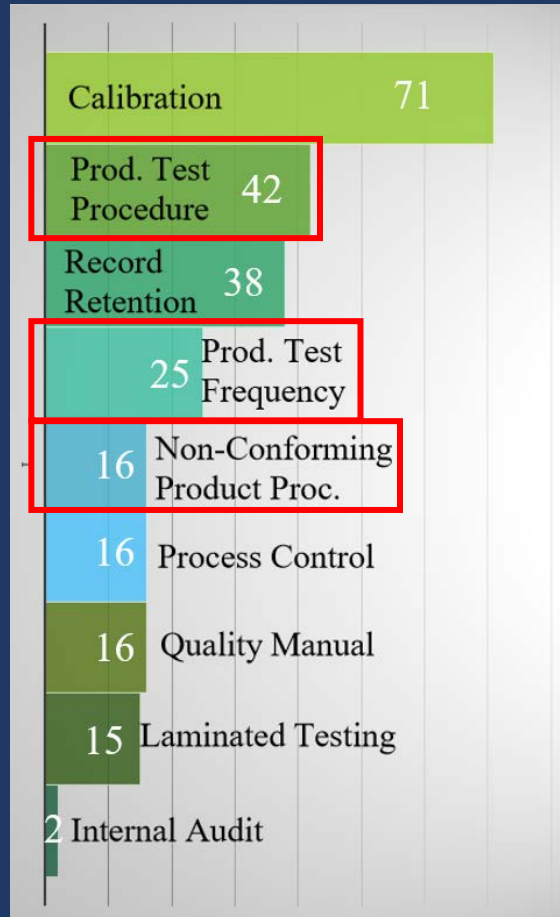 Calibration 71
Prod. Test
Procedure 42
Record
Retention 38
25 Prod. Test
Frequency
16 Non-Conforming
Product Proc.
16 Process Control
16 Quality Manual
15 Laminated Testing
2 Internal Audit